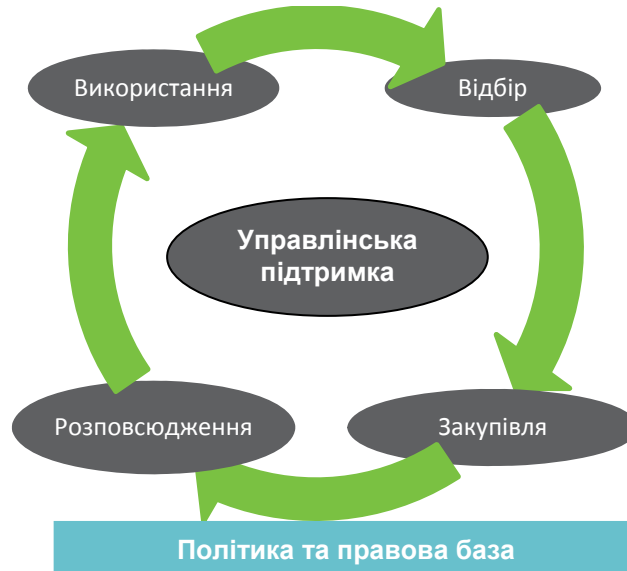 Використання
Відбір
Управлінська
підтримка
Розповсюдження
Закупівля
Політика та правова база